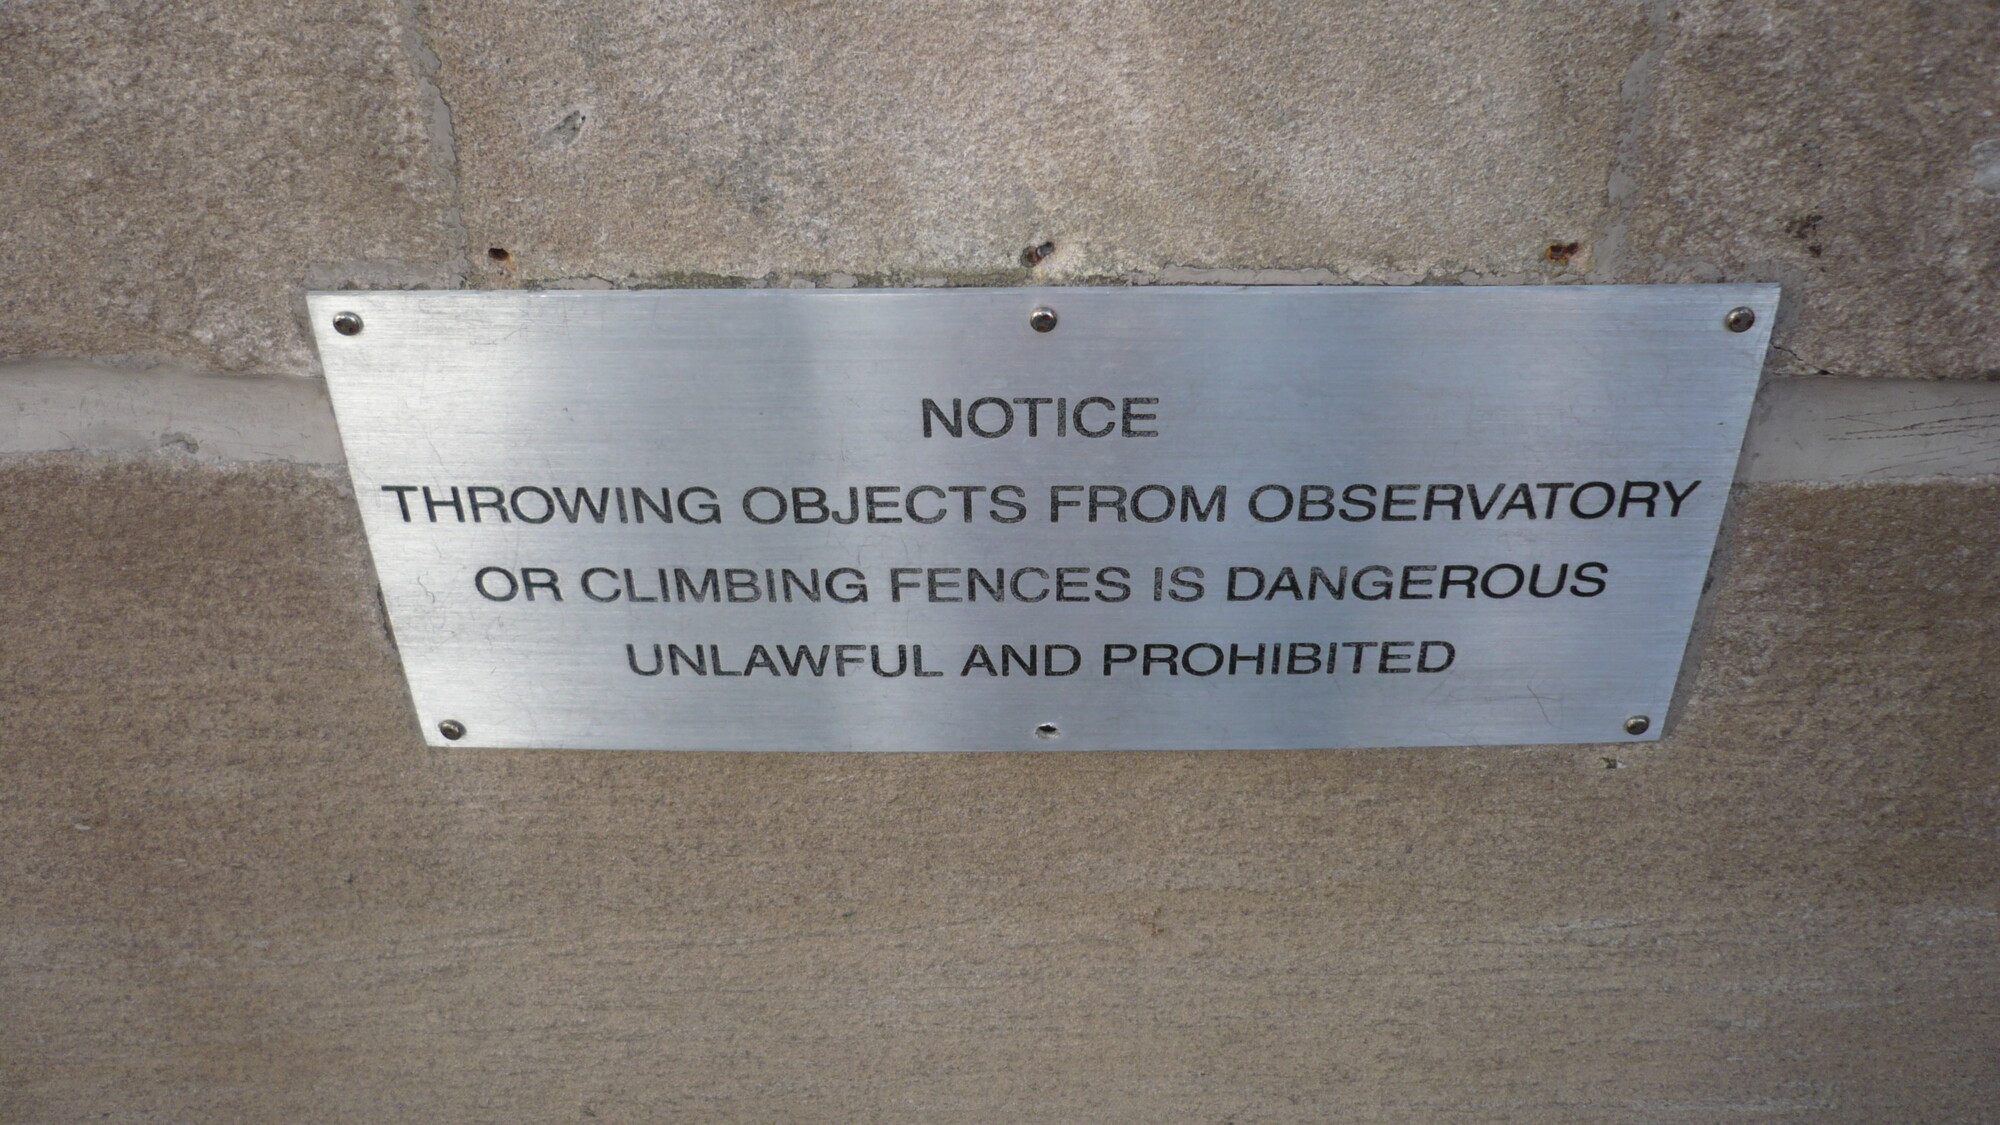 NOTICE
THROWING OBJECTS FROM OBSERVATORY
OR CLIMBING FENCES IS DANGEROUS
UNLAWFUL AND PROHIBITED